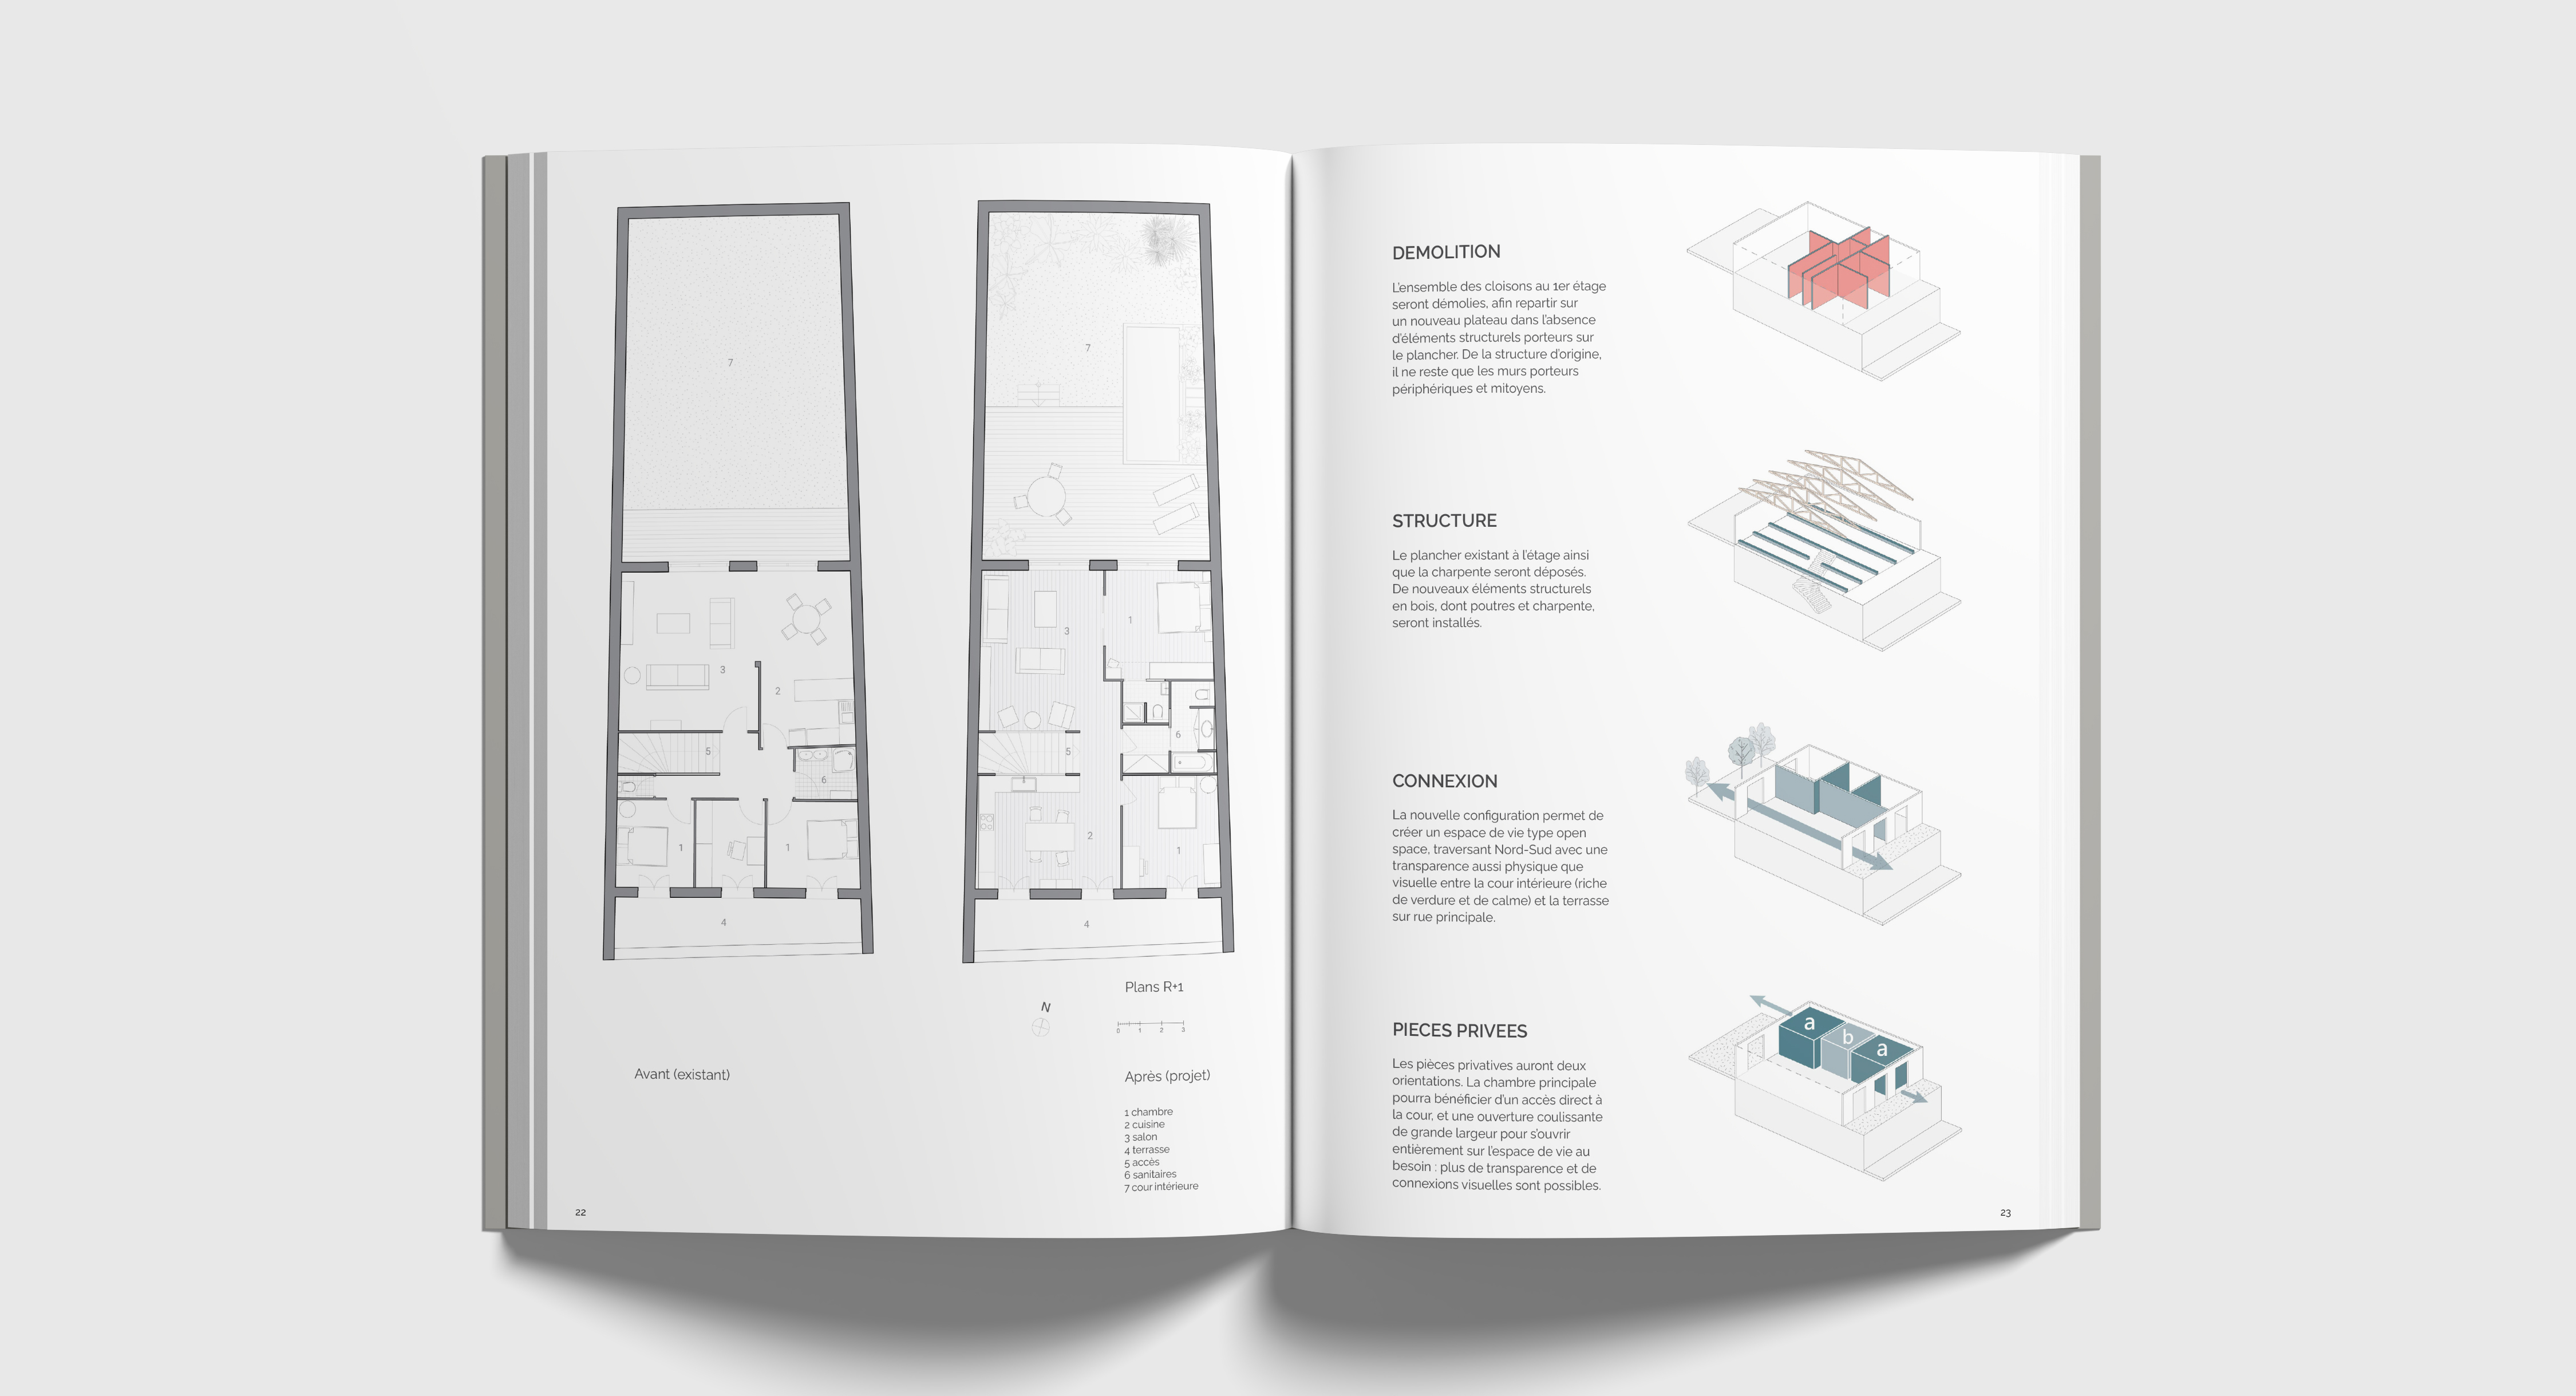 7
3
2
5
6
1
1
4
Avant (existant)
22
7
3
1
5
6
2
1
4
Plans R+1
N
0 1 2 3
Après (projet)
1 chambre
2 cuisine
3 salon
4 terrasse
5 accès
6 sanitaires
7 cour intérieure
DEMOLITION
L'ensemble des cloisons au 1er étage
seront démolies, afin repartir sur
un nouveau plateau dans l'absence
d'éléments structurels porteurs sur
le plancher. De la structure d'origine,
il ne reste que les murs porteurs
périphériques et mitoyens.
STRUCTURE
Le plancher existant à l'étage ainsi
que la charpente seront déposés.
De nouveaux éléments structurels
en bois, dont poutres et charpente,
seront installés.
CONNEXION
La nouvelle configuration permet de
créer un espace de vie type open
space, traversant Nord-Sud avec une
transparence aussi physique que
visuelle entre la cour intérieure (riche
de verdure et de calme) et la terrasse
sur rue principale.
PIECES PRIVEES
Les pièces privatives auront deux
orientations. La chambre principale
pourra bénéficier d'un accès direct à
la cour, et une ouverture coulissante
de grande largeur pour s'ouvrir
entièrement sur l'espace de vie au
besoin : plus de transparence et de
connexions visuelles sont possibles.
a
b
a
23